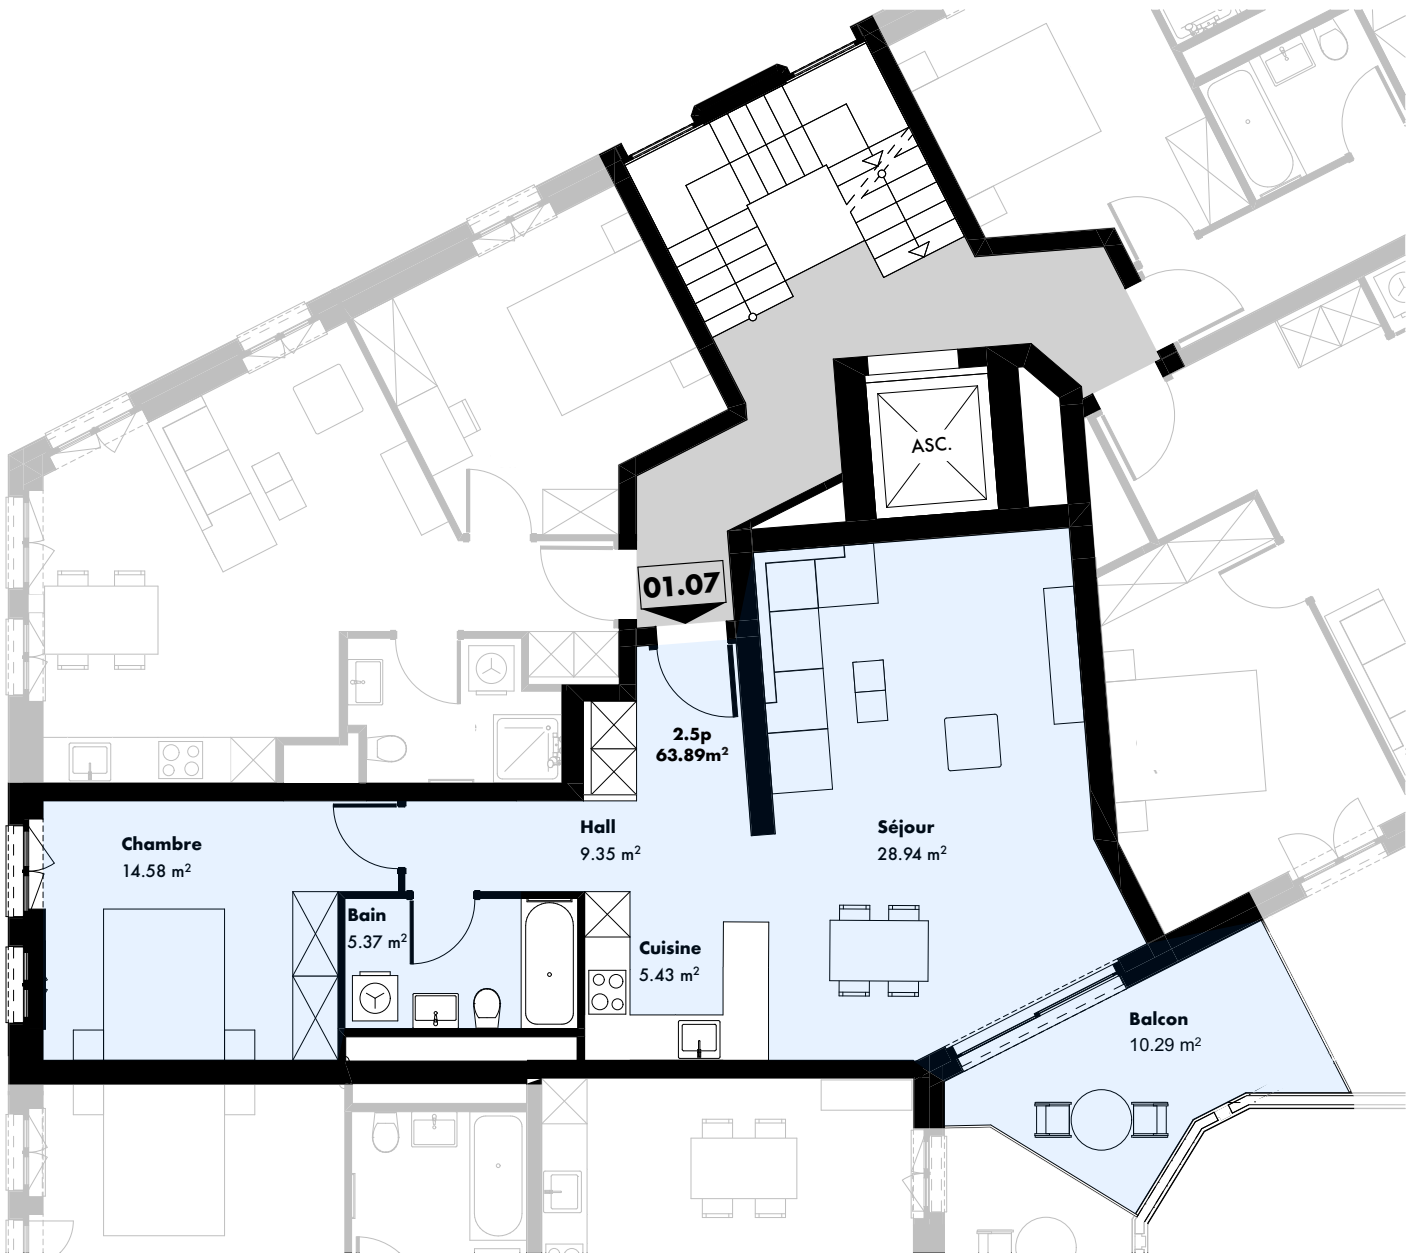 ASC.
01.07
2.5p
63.89m²
Hall
9.35 m²
Séjour
28.94 m²
Chambre
14.58 m²
Bain
5.37 m²
Cuisine
5.43 m²
Balcon
10.29 m²